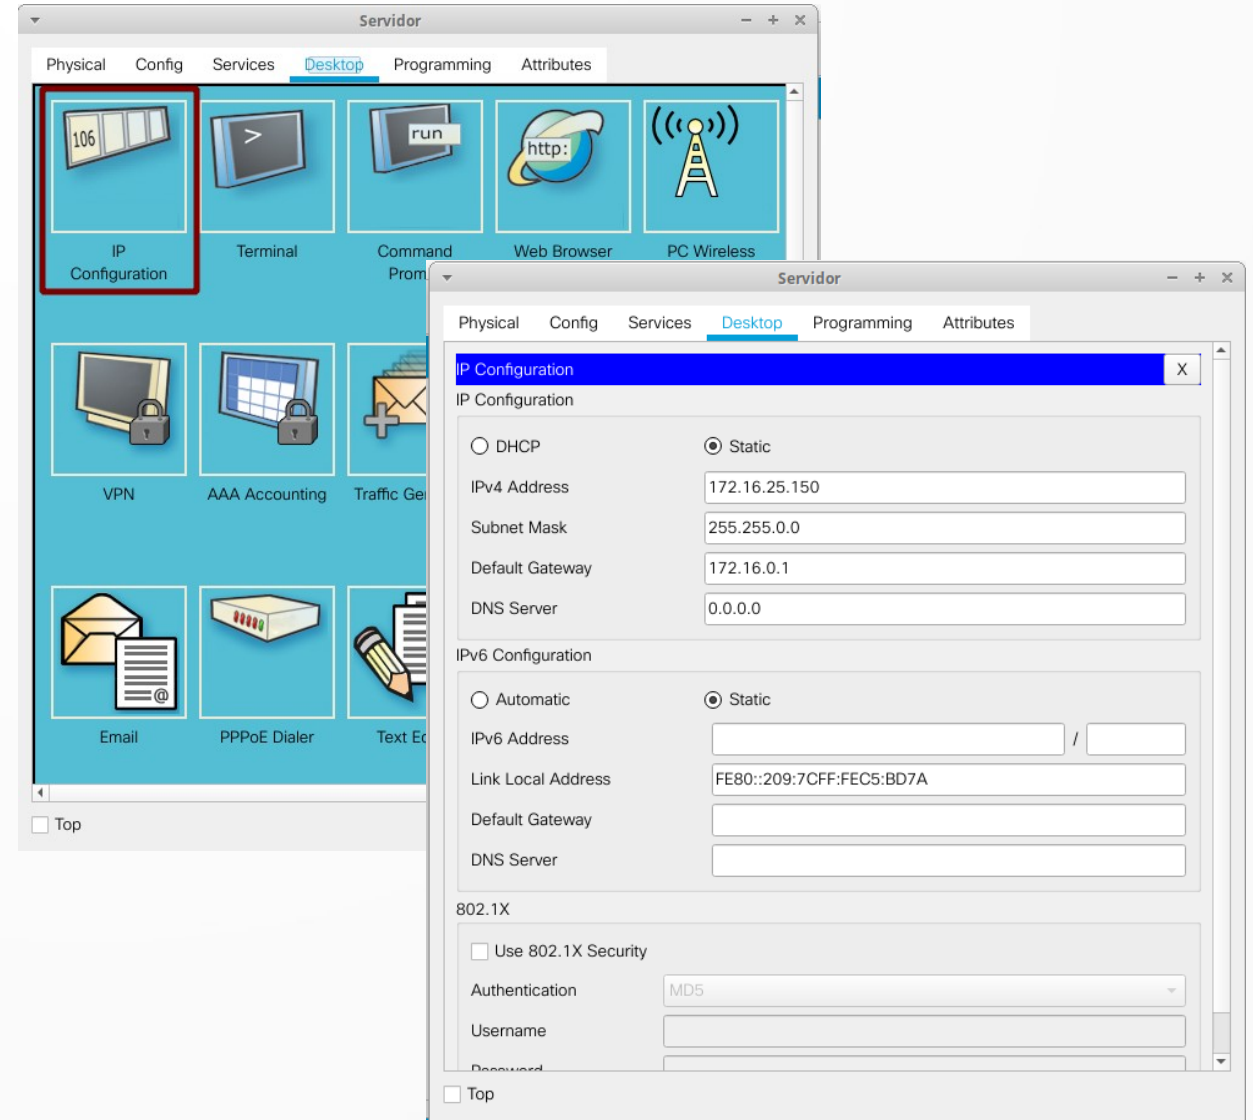 Servidor
Physical Config Services Desktop Programming Attributes
106
>
run
http:
IP
Configuration
Terminal
Command
Prom
Web Browser
PC Wireless
VPN
AAA Accounting
Traffic Ge
@
Email
PPPoE Dialer
Text E
Top
Servidor
Physical Config Services Desktop Programming Attributes
IP Configuration X
IP Configuration
DHCP Static
IPv4 Address 172.16.25.150
Subnet Mask 255.255.0.0
Default Gateway 172.16.0.1
DNS Server 0.0.0.0
IPv6 Configuration
Automatic Static
IPv6 Address /
Link Local Address FE80::209:7CFF:FEC5:BD7A
Default Gateway
DNS Server
802.1X
Use 802.1X Security
Authentication MD5
Username
Password
Top